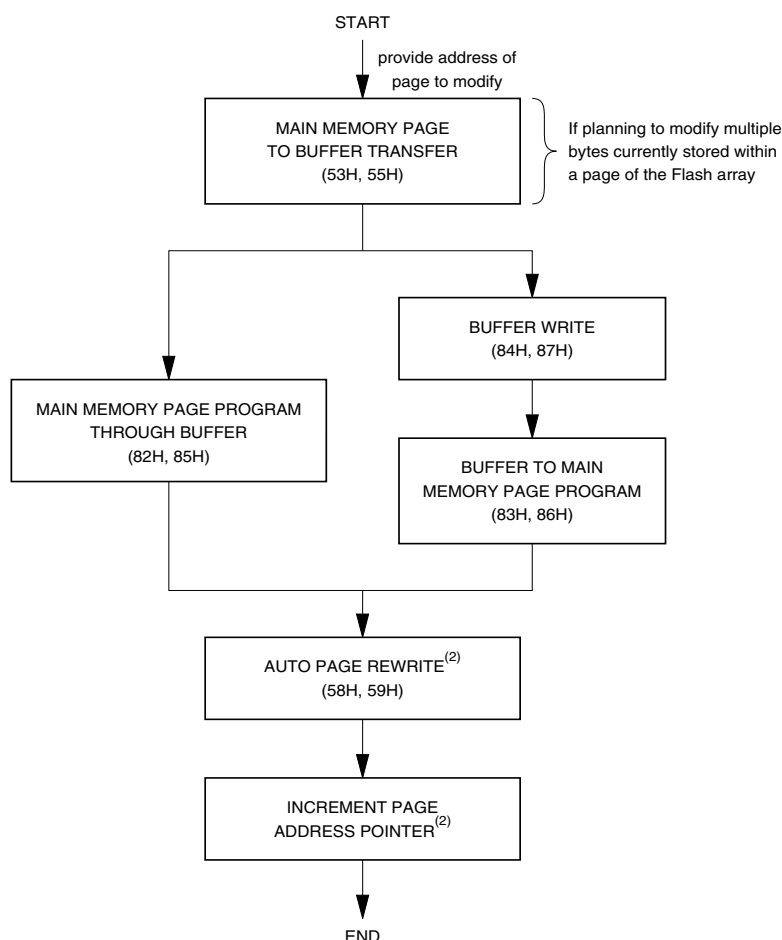 START
provide address of
page to modify
MAIN MEMORY PAGE
TO BUFFER TRANSFER
(53H, 55H)
If planning to modify multiple
bytes currently stored within
a page of the Flash array
BUFFER WRITE
(84H, 87H)
MAIN MEMORY PAGE PROGRAM
THROUGH BUFFER
(82H, 85H)
BUFFER TO MAIN
MEMORY PAGE PROGRAM
(83H, 86H)
AUTO PAGE REWRITE(2)
(58H, 59H)
INCREMENT PAGE
ADDRESS POINTER(2)
END